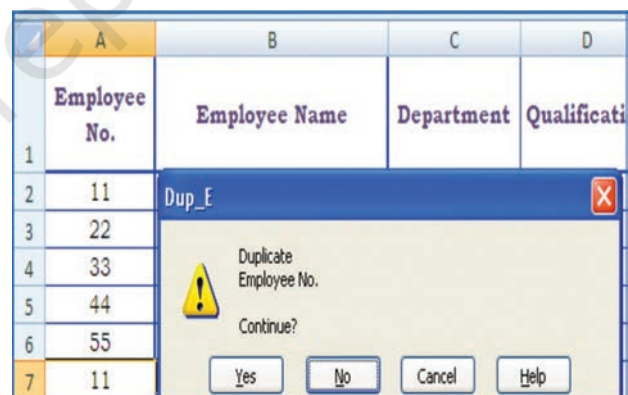 A B C D
Employee No. Employee Name Department Qualificati
1
2 11
3 22
4 33
5 44
6 55
7 11
Dup_E
Duplicate
Employee No.
Continue?
Yes No Cancel Help